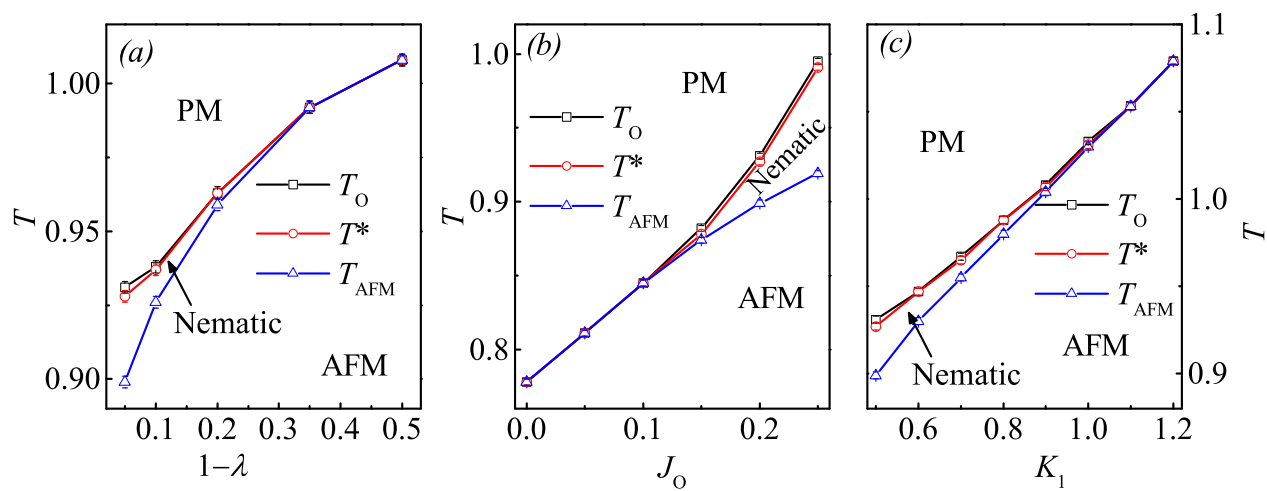 (a)
PM
T_O
T*
T_AFM
Nematic
AFM
1.00
0.95
0.90
T
0.1 0.2 0.3 0.4 0.5
1−λ
(b)
PM
T_O
T*
T_AFM
Nematic
AFM
1.0
0.9
0.8
T
0.0 0.1 0.2
J_O
(c)
PM
T_O
T*
T_AFM
Nematic
AFM
1.1
1.0
0.9
T
0.6 0.8 1.0 1.2
K_1